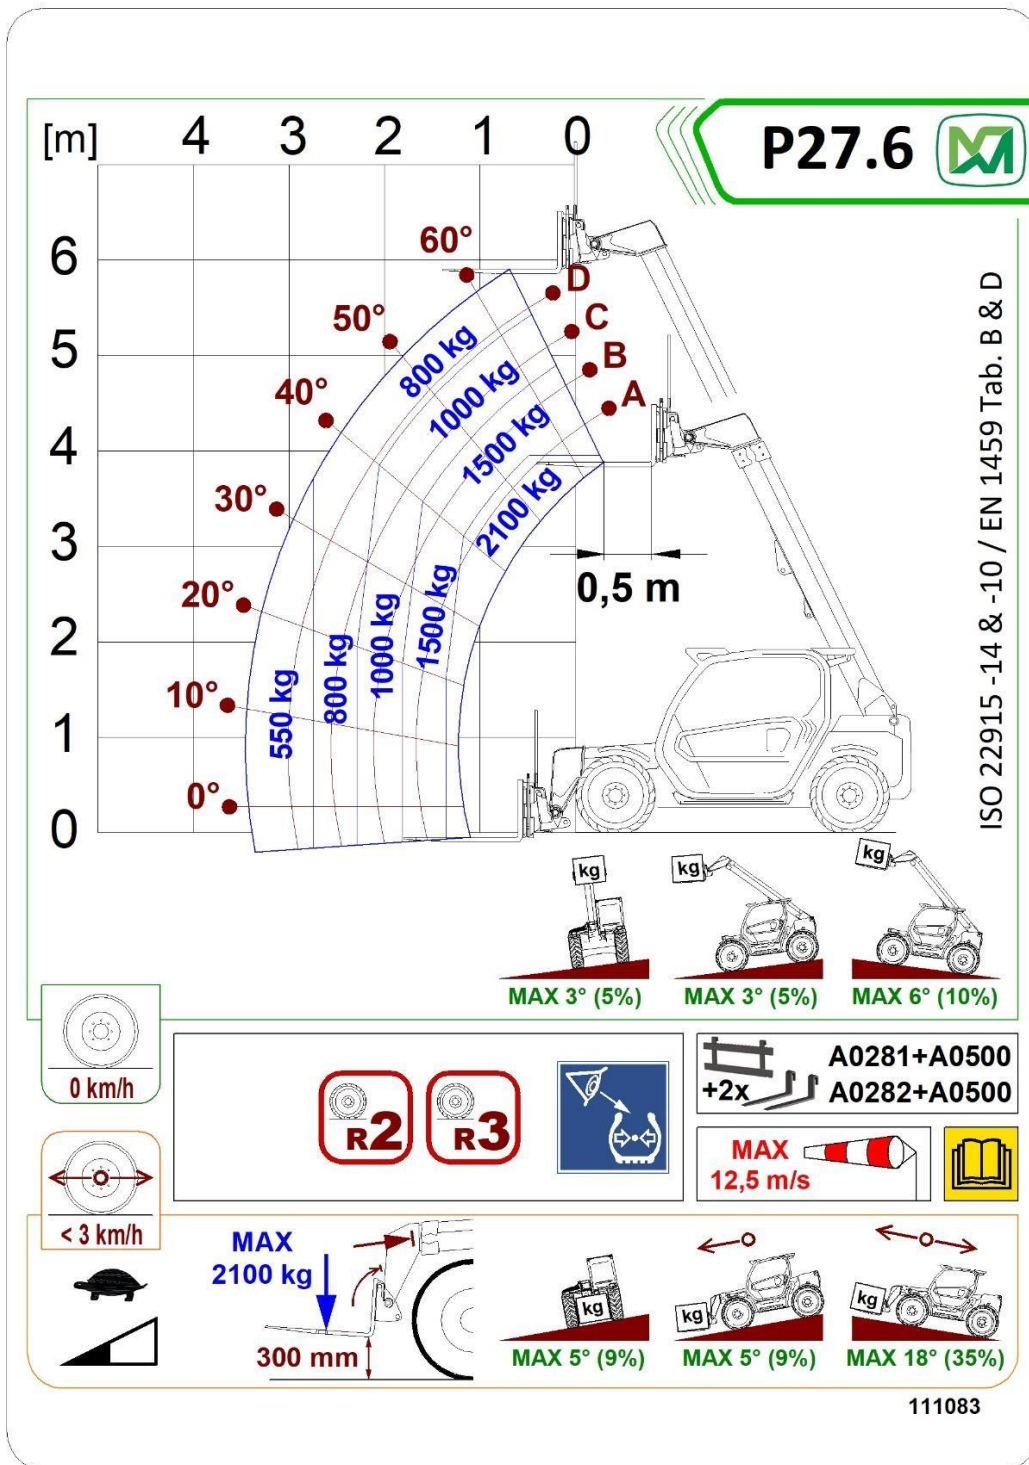 [m] 4 3 2 1 0
P27.6
6
5
4
3
2
1
0
60°
50°
40°
30°
20°
10°
0°
D
C
B
A
800 kg
1000 kg
1500 kg
2100 kg
550 kg
800 kg
1000 kg
1500 kg
0,5 m
ISO 22915 -14 & -10 / EN 1459 Tab. B & D
kg
kg
kg
MAX 3° (5%)
MAX 3° (5%)
MAX 6° (10%)
0 km/h
R2
R3
+2x
A0281+A0500
A0282+A0500
MAX
12,5 m/s
< 3 km/h
MAX
2100 kg
300 mm
kg
kg
kg
MAX 5° (9%)
MAX 5° (9%)
MAX 18° (35%)
111083